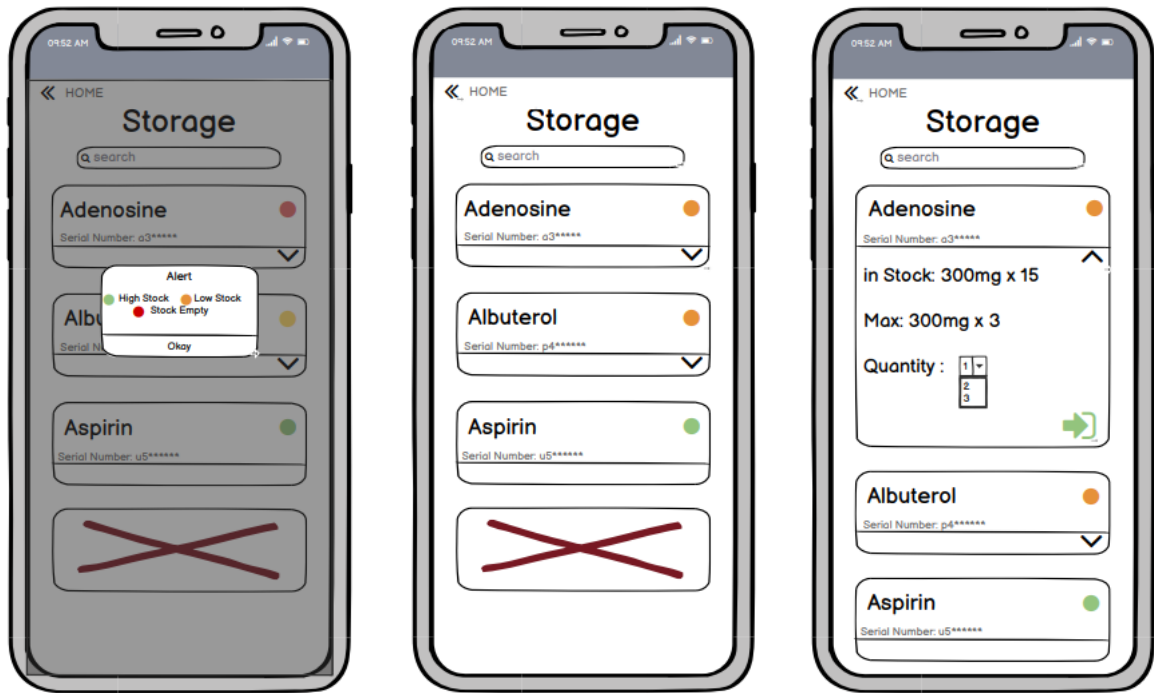 09:52 AM
HOME
Storage
search
Adenosine
Serial Number: a3*****
Alert
High Stock Low Stock
Stock Empty
Okay
Serial N
Aspirin
Serial Number: u5******
09:52 AM
HOME
Storage
search
Adenosine
Serial Number: a3*****
Albuterol
Serial Number: p4******
Aspirin
Serial Number: u5******
09:52 AM
HOME
Storage
search
Adenosine
Serial Number: a3*****
in Stock: 300mg x 15
Max: 300mg x 3
Quantity : 1
2
3
Albuterol
Serial Number: p4******
Aspirin
Serial Number: u5******